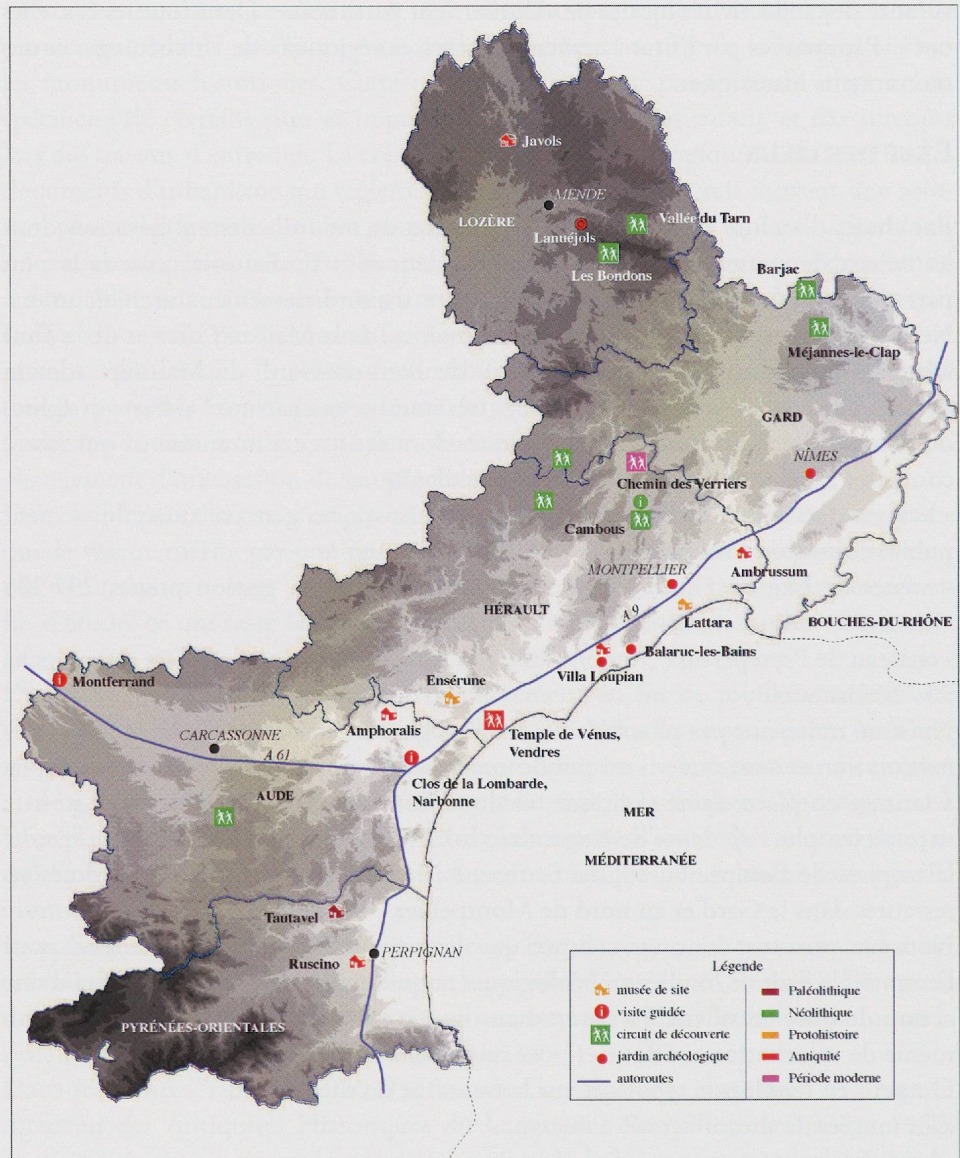 Javols
MENDE
LOZÈRE
Lanuéjols
Vallée du Tarn
Les Bondons
Barjac
Méjannes-le-Clap
GARD
NÎMES
Chemin des Verriers
Cambous
MONTPELLIER
Ambrussum
HÉRAULT
A 9
Lattara
BOUCHES-DU-RHÔNE
Balaruc-les-Bains
Villa Loupian
Montferrand
Ensérune
Amphoralis
Temple de Vénus,
Vendres
CARCASSONNE
A 61
Clos de la Lombarde,
Narbonne
AUDE
MER
MÉDITERRANÉE
Tautavel
Ruscino
PERPIGNAN
PYRÉNÉES-ORIENTALES
Légende
musée de site
visite guidée
circuit de découverte
jardin archéologique
autoroutes
Paléolithique
Néolithique
Protohistoire
Antiquité
Période moderne